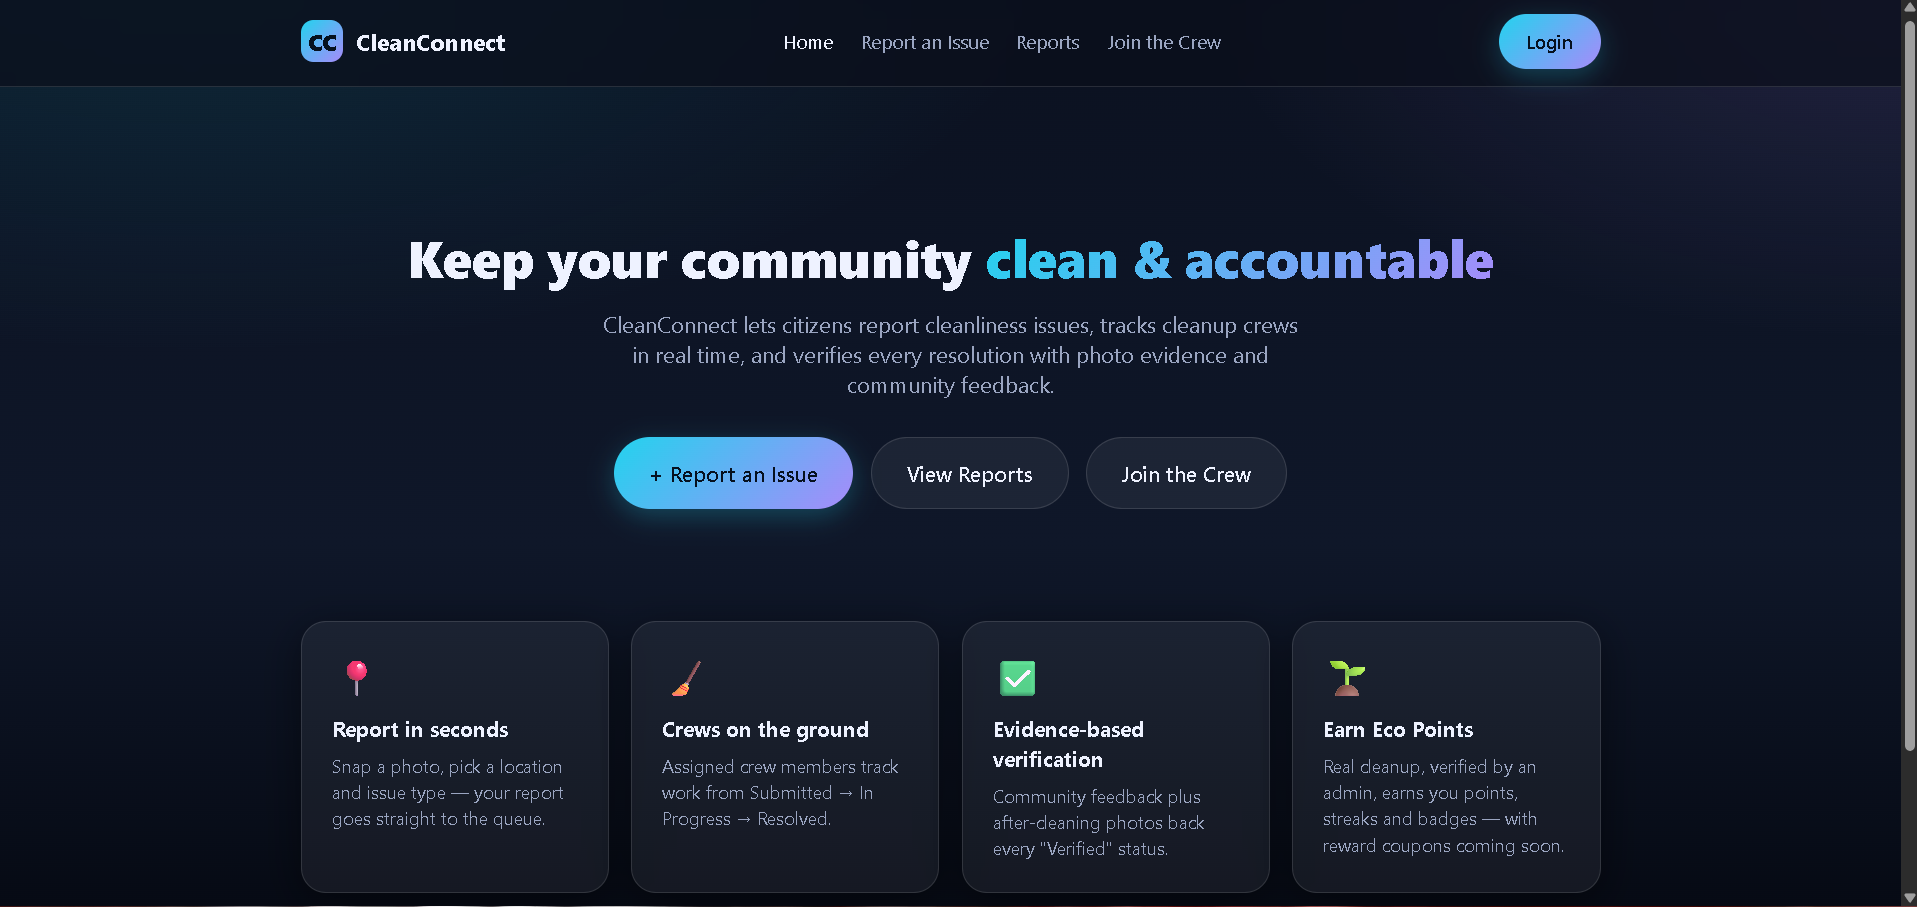 CC CleanConnect
Home Report an Issue Reports Join the Crew
Login
Keep your community clean & accountable
CleanConnect lets citizens report cleanliness issues, tracks cleanup crews
in real time, and verifies every resolution with photo evidence and
community feedback.
+ Report an Issue
View Reports
Join the Crew
Report in seconds
Snap a photo, pick a location
and issue type — your report
goes straight to the queue.
Crews on the ground
Assigned crew members track
work from Submitted → In
Progress → Resolved.
Evidence-based
verification
Community feedback plus
after-cleaning photos back
every "Verified" status.
Earn Eco Points
Real cleanup, verified by an
admin, earns you points,
streaks and badges — with
reward coupons coming soon.